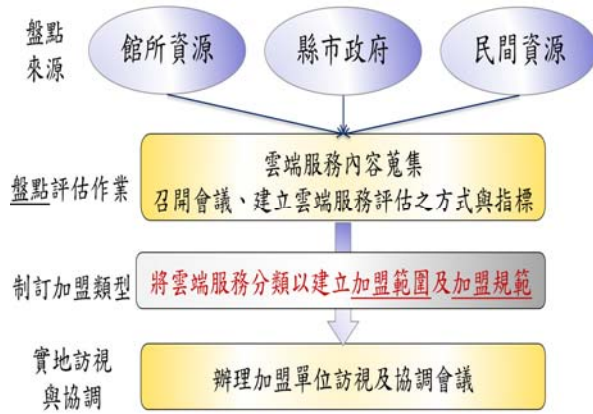 盤點
來源
館所資源
縣市政府
民間資源
盤點評估作業
雲端服務內容蒐集
召開會議、建立雲端服務評估之方式與指標
制訂加盟類型
將雲端服務分類以建立加盟範圍及加盟規範
實地訪視
與協調
辦理加盟單位訪視及協調會議